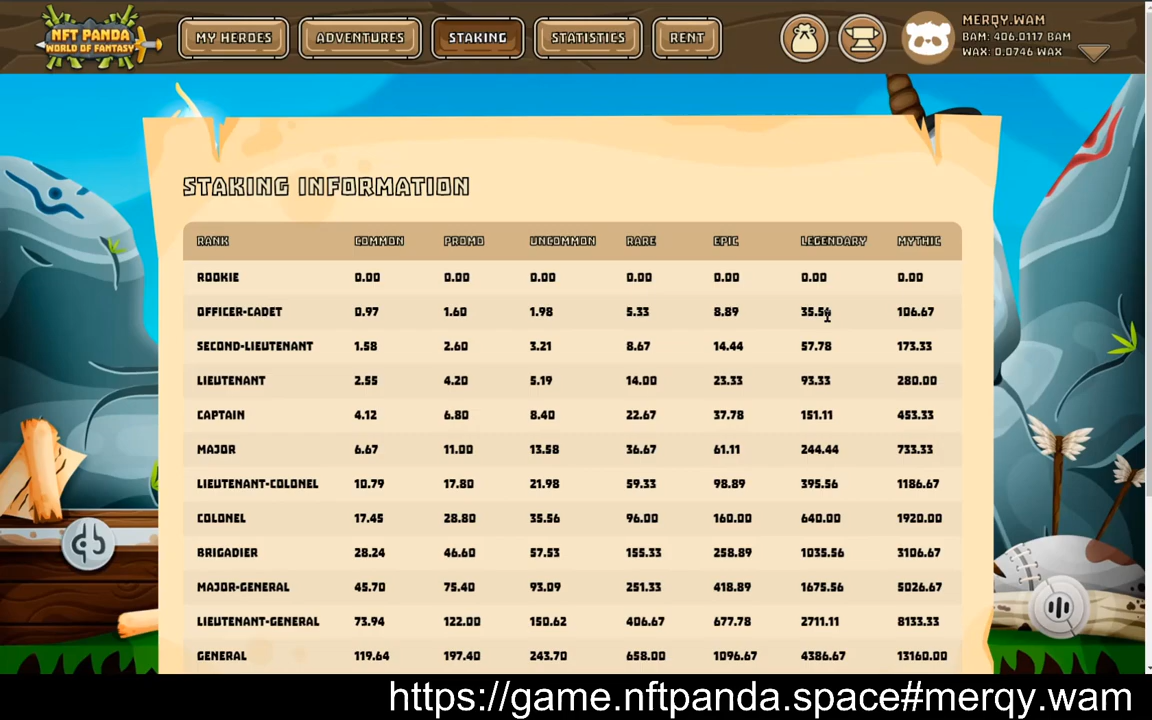 NFT PANDA
WORLD OF FANTASY
MY HEROES
ADVENTURES
STAKING
STATISTICS
RENT
MERQY.WAM
BAM: 406.0117 BAM
WAX: 0.0746 WAX
STAKING INFORMATION
RANK COMMON PROMO UNCOMMON RARE EPIC LEGENDARY MYTHIC
ROOKIE 0.00 0.00 0.00 0.00 0.00 0.00 0.00
OFFICER-CADET 0.97 1.60 1.98 5.33 8.89 35.56 106.67
SECOND-LIEUTENANT 1.58 2.60 3.21 8.67 14.44 57.78 173.33
LIEUTENANT 2.55 4.20 5.19 14.00 23.33 93.33 280.00
CAPTAIN 4.12 6.80 8.40 22.67 37.78 151.11 453.33
MAJOR 6.67 11.00 13.58 36.67 61.11 244.44 733.33
LIEUTENANT-COLONEL 10.79 17.80 21.98 59.33 98.89 395.56 1186.67
COLONEL 17.45 28.80 35.56 96.00 160.00 640.00 1920.00
BRIGADIER 28.24 46.60 57.53 155.33 258.89 1035.56 3106.67
MAJOR-GENERAL 45.70 75.40 93.09 251.33 418.89 1675.56 5026.67
LIEUTENANT-GENERAL 73.94 122.00 150.62 406.67 677.78 2711.11 8133.33
GENERAL 119.64 197.40 243.70 658.00 1096.67 4386.67 13160.00
https://game.nftpanda.space#merqy.wam